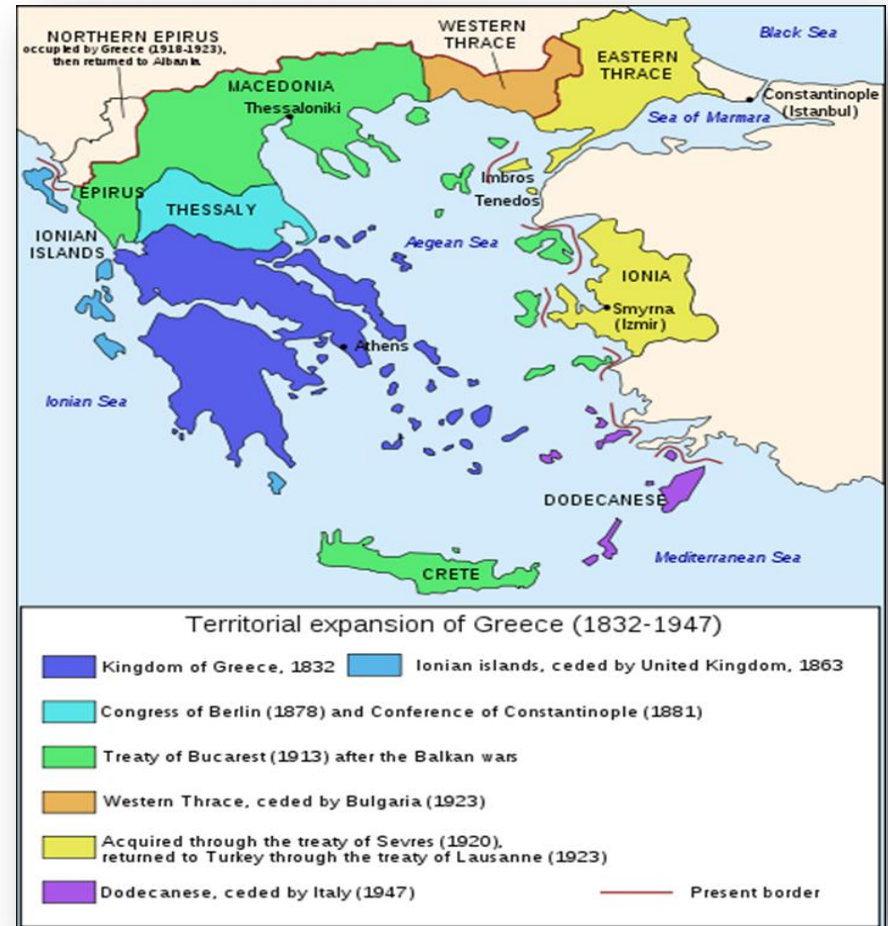 NORTHERN EPIRUS
occupied by Greece (1918-1923),
then returned to Albania
WESTERN
THRACE
Black Sea
EASTERN
THRACE
MACEDONIA
Thessaloniki
Constantinople
(Istanbul)
Sea of Marmara
Imbros
Tenedos
EPIRUS
THESSALY
IONIAN
ISLANDS
Aegean Sea
IONIA
Smyrna
(Izmir)
Athens
Ionian Sea
DODECANESE
Mediterranean Sea
CRETE
Territorial expansion of Greece (1832-1947)
Kingdom of Greece, 1832
Ionian islands, ceded by United Kingdom, 1863
Congress of Berlin (1878) and Conference of Constantinople (1881)
Treaty of Bucarest (1913) after the Balkan wars
Western Thrace, ceded by Bulgaria (1923)
Acquired through the treaty of Sevres (1920),
returned to Turkey through the treaty of Lausanne (1923)
Dodecanese, ceded by Italy (1947)
Present border